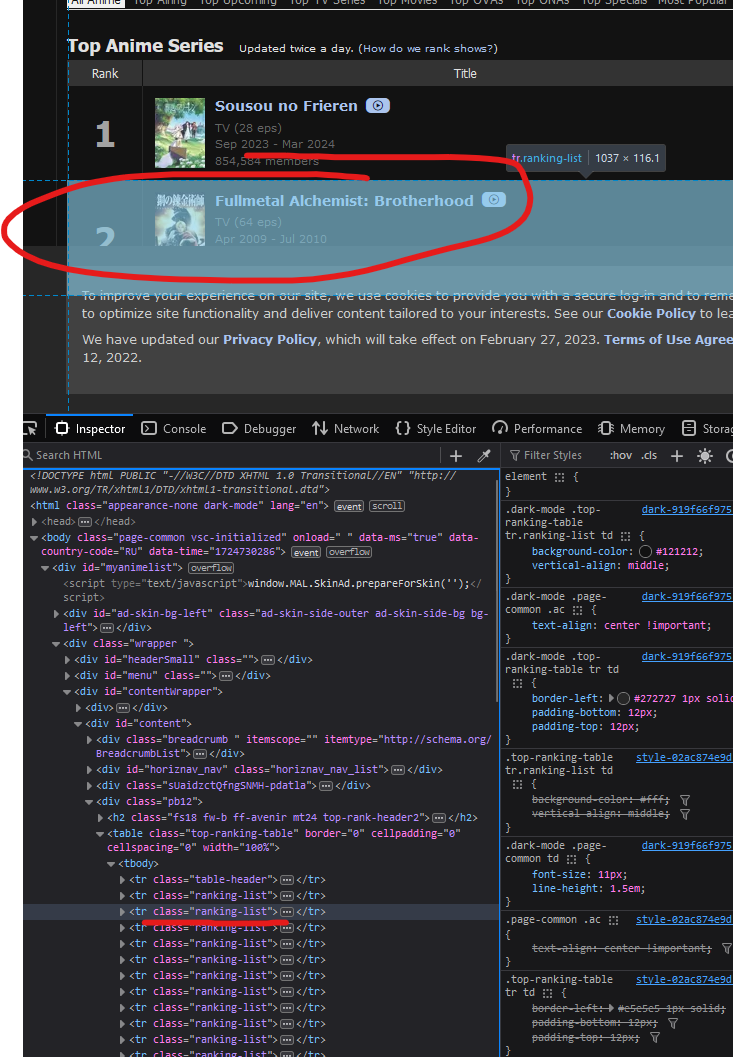 All Anime Top Airing Top Upcoming Top TV Series Top Movies Top OVAs Top ONAs Top Specials Most Popular
Top Anime Series Updated twice a day. (How do we rank shows?)
Rank Title
1
Sousou no Frieren
TV (28 eps)
Sep 2023 - Mar 2024
854,584 members
tr.ranking-list 1037 × 116.1
2
鋼の錬金術師
Fullmetal Alchemist: Brotherhood
TV (64 eps)
Apr 2009 - Jul 2010
To improve your experience on our site, we use cookies to provide you with a secure log-in and to
to optimize site functionality and deliver content tailored to your interests. See our Cookie Policy to
We have updated our Privacy Policy, which will take effect on February 27, 2023. Terms of Use
12, 2022.
Inspector Console Debugger Network Style Editor Performance Memory
Search HTML
<!DOCTYPE html PUBLIC "-//W3C//DTD XHTML 1.0 Transitional//EN" "http://
www.w3.org/TR/xhtml1/DTD/xhtml1-transitional.dtd">
<html class="appearance-none dark-mode" lang="en"> event scroll
<head> </head>
<body class="page-common vsc-initialized" onload=" " data-ms="true" data-
country-code="RU" data-time="1724730286"> event overflow
<div id="myanimelist"> overflow
<script type="text/javascript">window.MAL.SkinAd.prepareForSkin('');</
script>
<div id="ad-skin-bg-left" class="ad-skin-side-outer ad-skin-side-bg bg-
left"> </div>
<div class="wrapper ">
<div id="headerSmall" class=""> </div>
<div id="menu" class=""> </div>
<div id="contentWrapper">
<div> </div>
<div id="content">
<div class="breadcrumb " itemscope="" itemtype="http://schema.org/
BreadcrumbList"> </div>
<div id="horiznav_nav" class="horiznav_nav_list"> </div>
<div class="sUaidzctQfngSNMH-pdatla"> </div>
<div class="pb12">
<h2 class="fs18 fw-b ff-avenir mt24 top-rank-header2"> </h2>
<table class="top-ranking-table" border="0" cellpadding="0"
cellspacing="0" width="100%">
<tbody>
<tr class="table-header"> </tr>
<tr class="ranking-list"> </tr>
<tr class="ranking-list"> </tr>
<tr class="ranking-list"> </tr>
<tr class="ranking-list"> </tr>
<tr class="ranking-list"> </tr>
<tr class="ranking-list"> </tr>
<tr class="ranking-list"> </tr>
<tr class="ranking-list"> </tr>
<tr class="ranking-list"> </tr>
<tr class="ranking-list"> </tr>
<tr class="ranking-list"> </tr>
Filter Styles :hov .cls
element {
}
.dark-mode .top- dark-919f66f975
ranking-table
tr.ranking-list td {
background-color: #121212;
vertical-align: middle;
}
.dark-mode .page- dark-919f66f975
common .ac {
text-align: center !important;
}
.dark-mode .top- dark-919f66f975
ranking-table tr td
{
border-left: #272727 1px solid
padding-bottom: 12px;
padding-top: 12px;
}
.top-ranking-table style-02ac874e9d
tr.ranking-list td
{
background-color: #fff;
vertical-align: middle;
}
.dark-mode .page- dark-919f66f975
common td {
font-size: 11px;
line-height: 1.5em;
}
.page-common .ac style-02ac874e9d
{
text-align: center !important;
}
.top-ranking-table style-02ac874e9d
tr td {
border-left: #e5e5e5 1px solid;
padding-bottom: 12px;
padding-top: 12px;
}